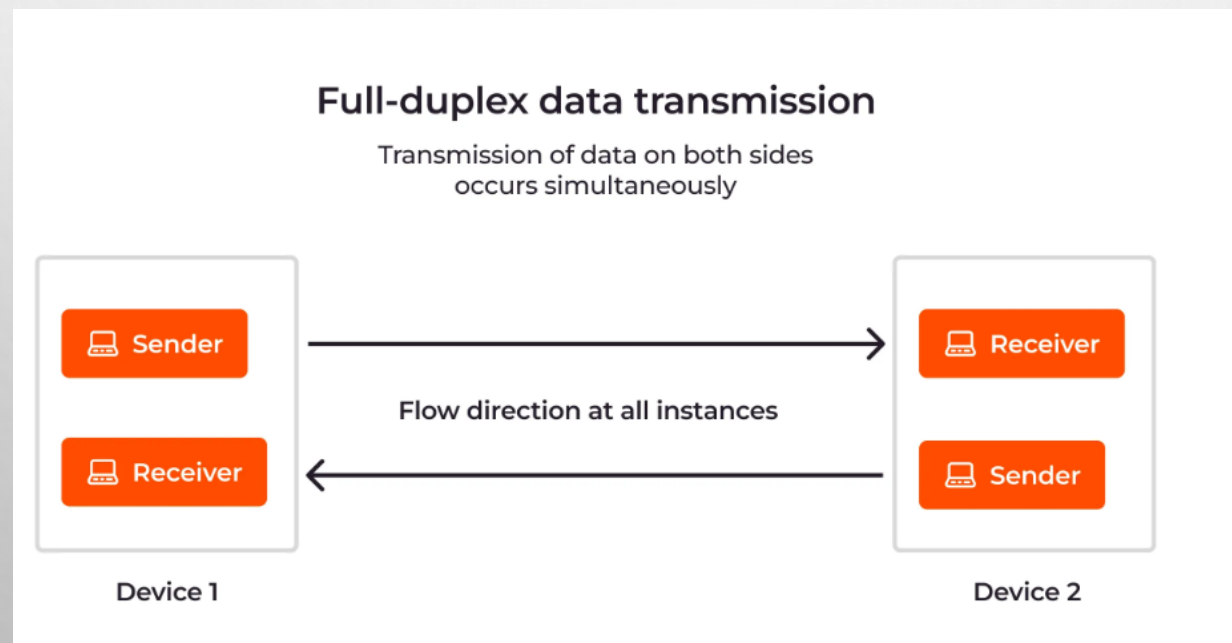 Full-duplex data transmission
Transmission of data on both sides
occurs simultaneously
Sender
Receiver
Flow direction at all instances
Receiver
Sender
Device 1
Device 2